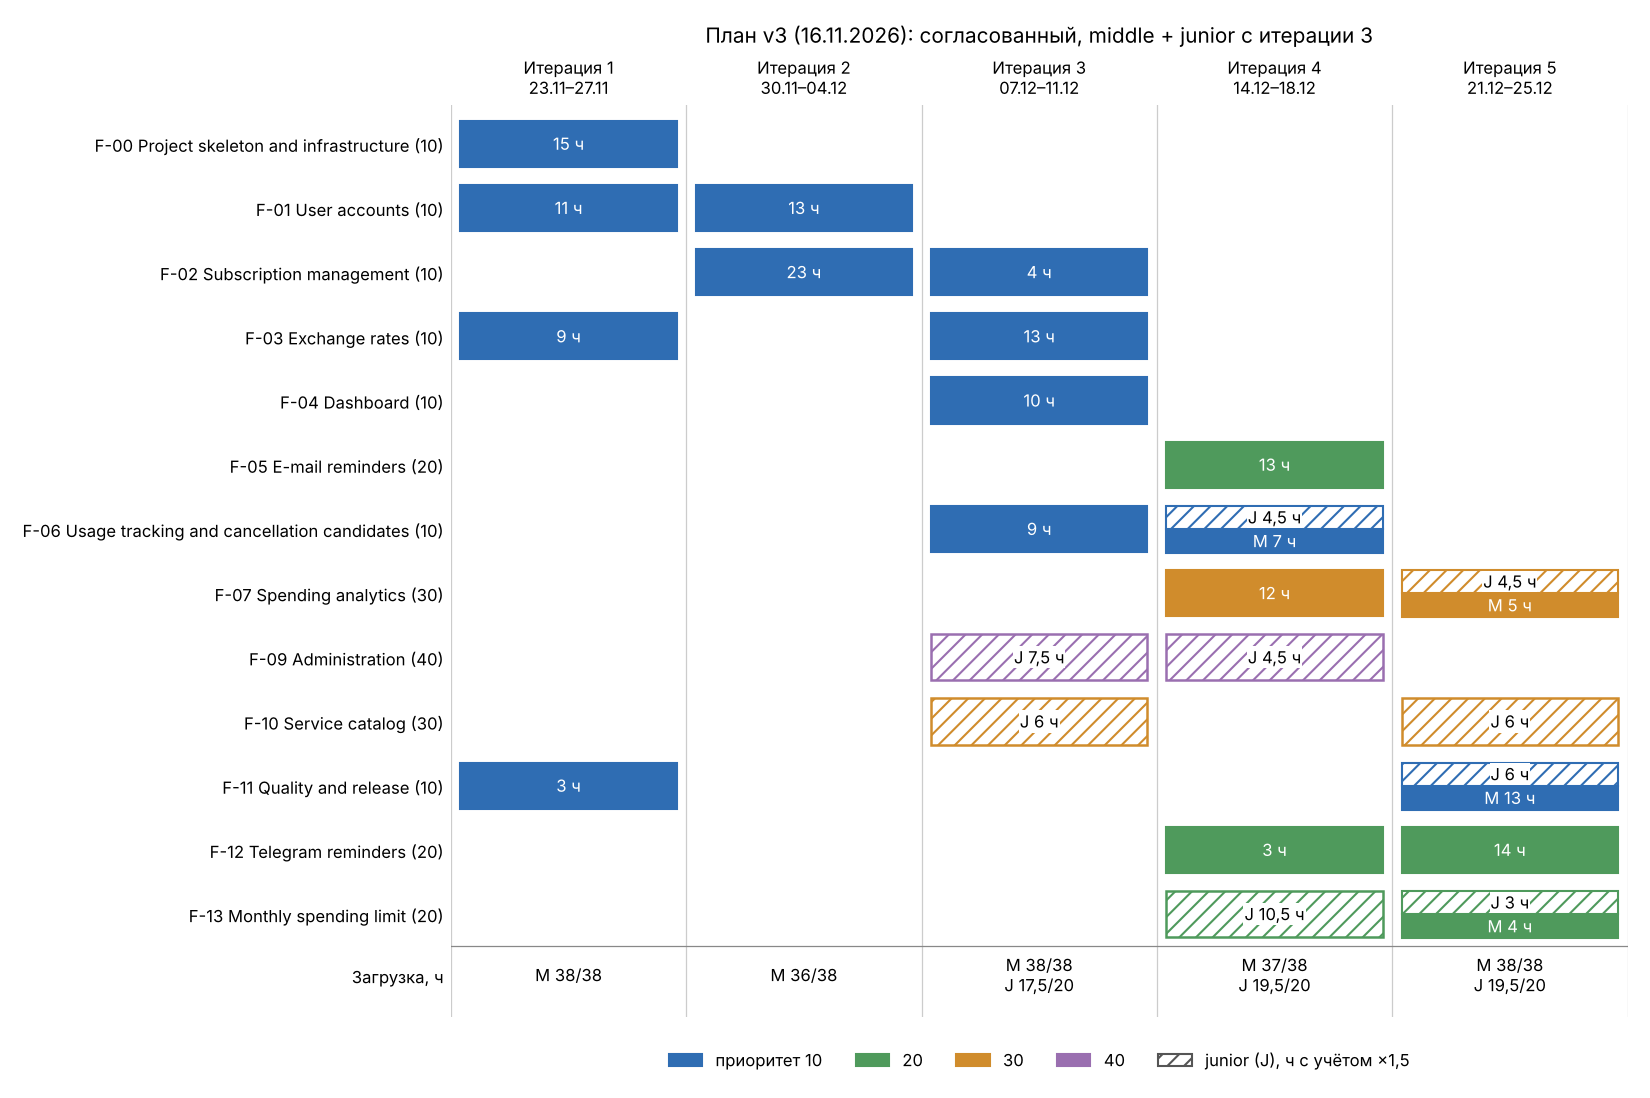 План v3 (16.11.2026): согласованный, middle + junior с итерации 3
Итерация 1
23.11–27.11
Итерация 2
30.11–04.12
Итерация 3
07.12–11.12
Итерация 4
14.12–18.12
Итерация 5
21.12–25.12
F-00 Project skeleton and infrastructure (10)
15 ч
F-01 User accounts (10)
11 ч
13 ч
F-02 Subscription management (10)
23 ч
4 ч
F-03 Exchange rates (10)
9 ч
13 ч
F-04 Dashboard (10)
10 ч
F-05 E-mail reminders (20)
13 ч
F-06 Usage tracking and cancellation candidates (10)
9 ч
J 4,5 ч
M 7 ч
F-07 Spending analytics (30)
12 ч
J 4,5 ч
M 5 ч
F-09 Administration (40)
J 7,5 ч
J 4,5 ч
F-10 Service catalog (30)
J 6 ч
J 6 ч
F-11 Quality and release (10)
3 ч
J 6 ч
M 13 ч
F-12 Telegram reminders (20)
3 ч
14 ч
F-13 Monthly spending limit (20)
J 10,5 ч
J 3 ч
M 4 ч
Загрузка, ч
M 38/38
M 36/38
M 38/38
J 17,5/20
M 37/38
J 19,5/20
M 38/38
J 19,5/20
приоритет 10
20
30
40
junior (J), ч с учётом ×1,5